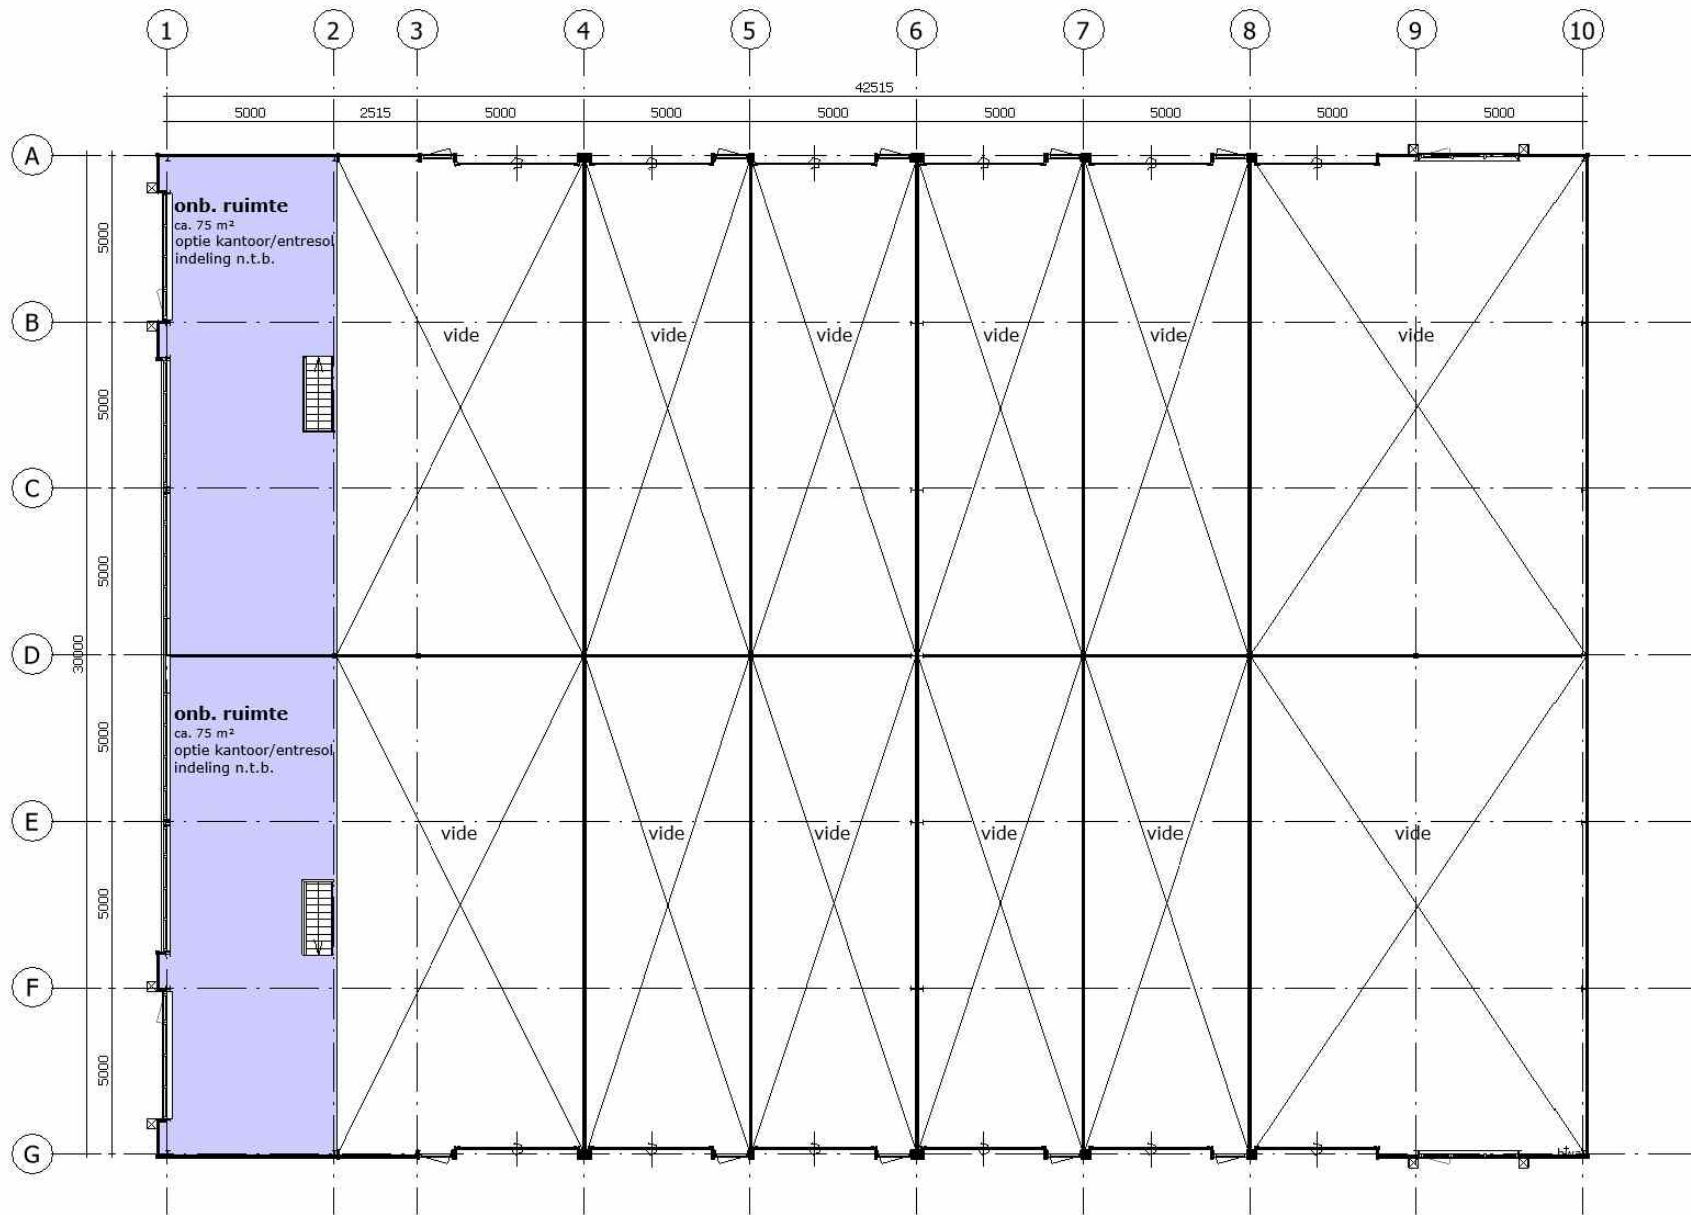 1 2 3 4 5 6 7 8 9 10
42515
5000 2515 5000 5000 5000 5000 5000 5000 5000
A
onb. ruimte
ca. 75 m²
optie kantoor/entresol
indeling n.t.b.
5000
B
vide vide vide vide vide vide
5000
C
5000
D
30000
onb. ruimte
ca. 75 m²
optie kantoor/entresol
indeling n.t.b.
5000
E
vide vide vide vide vide vide
5000
F
5000
G